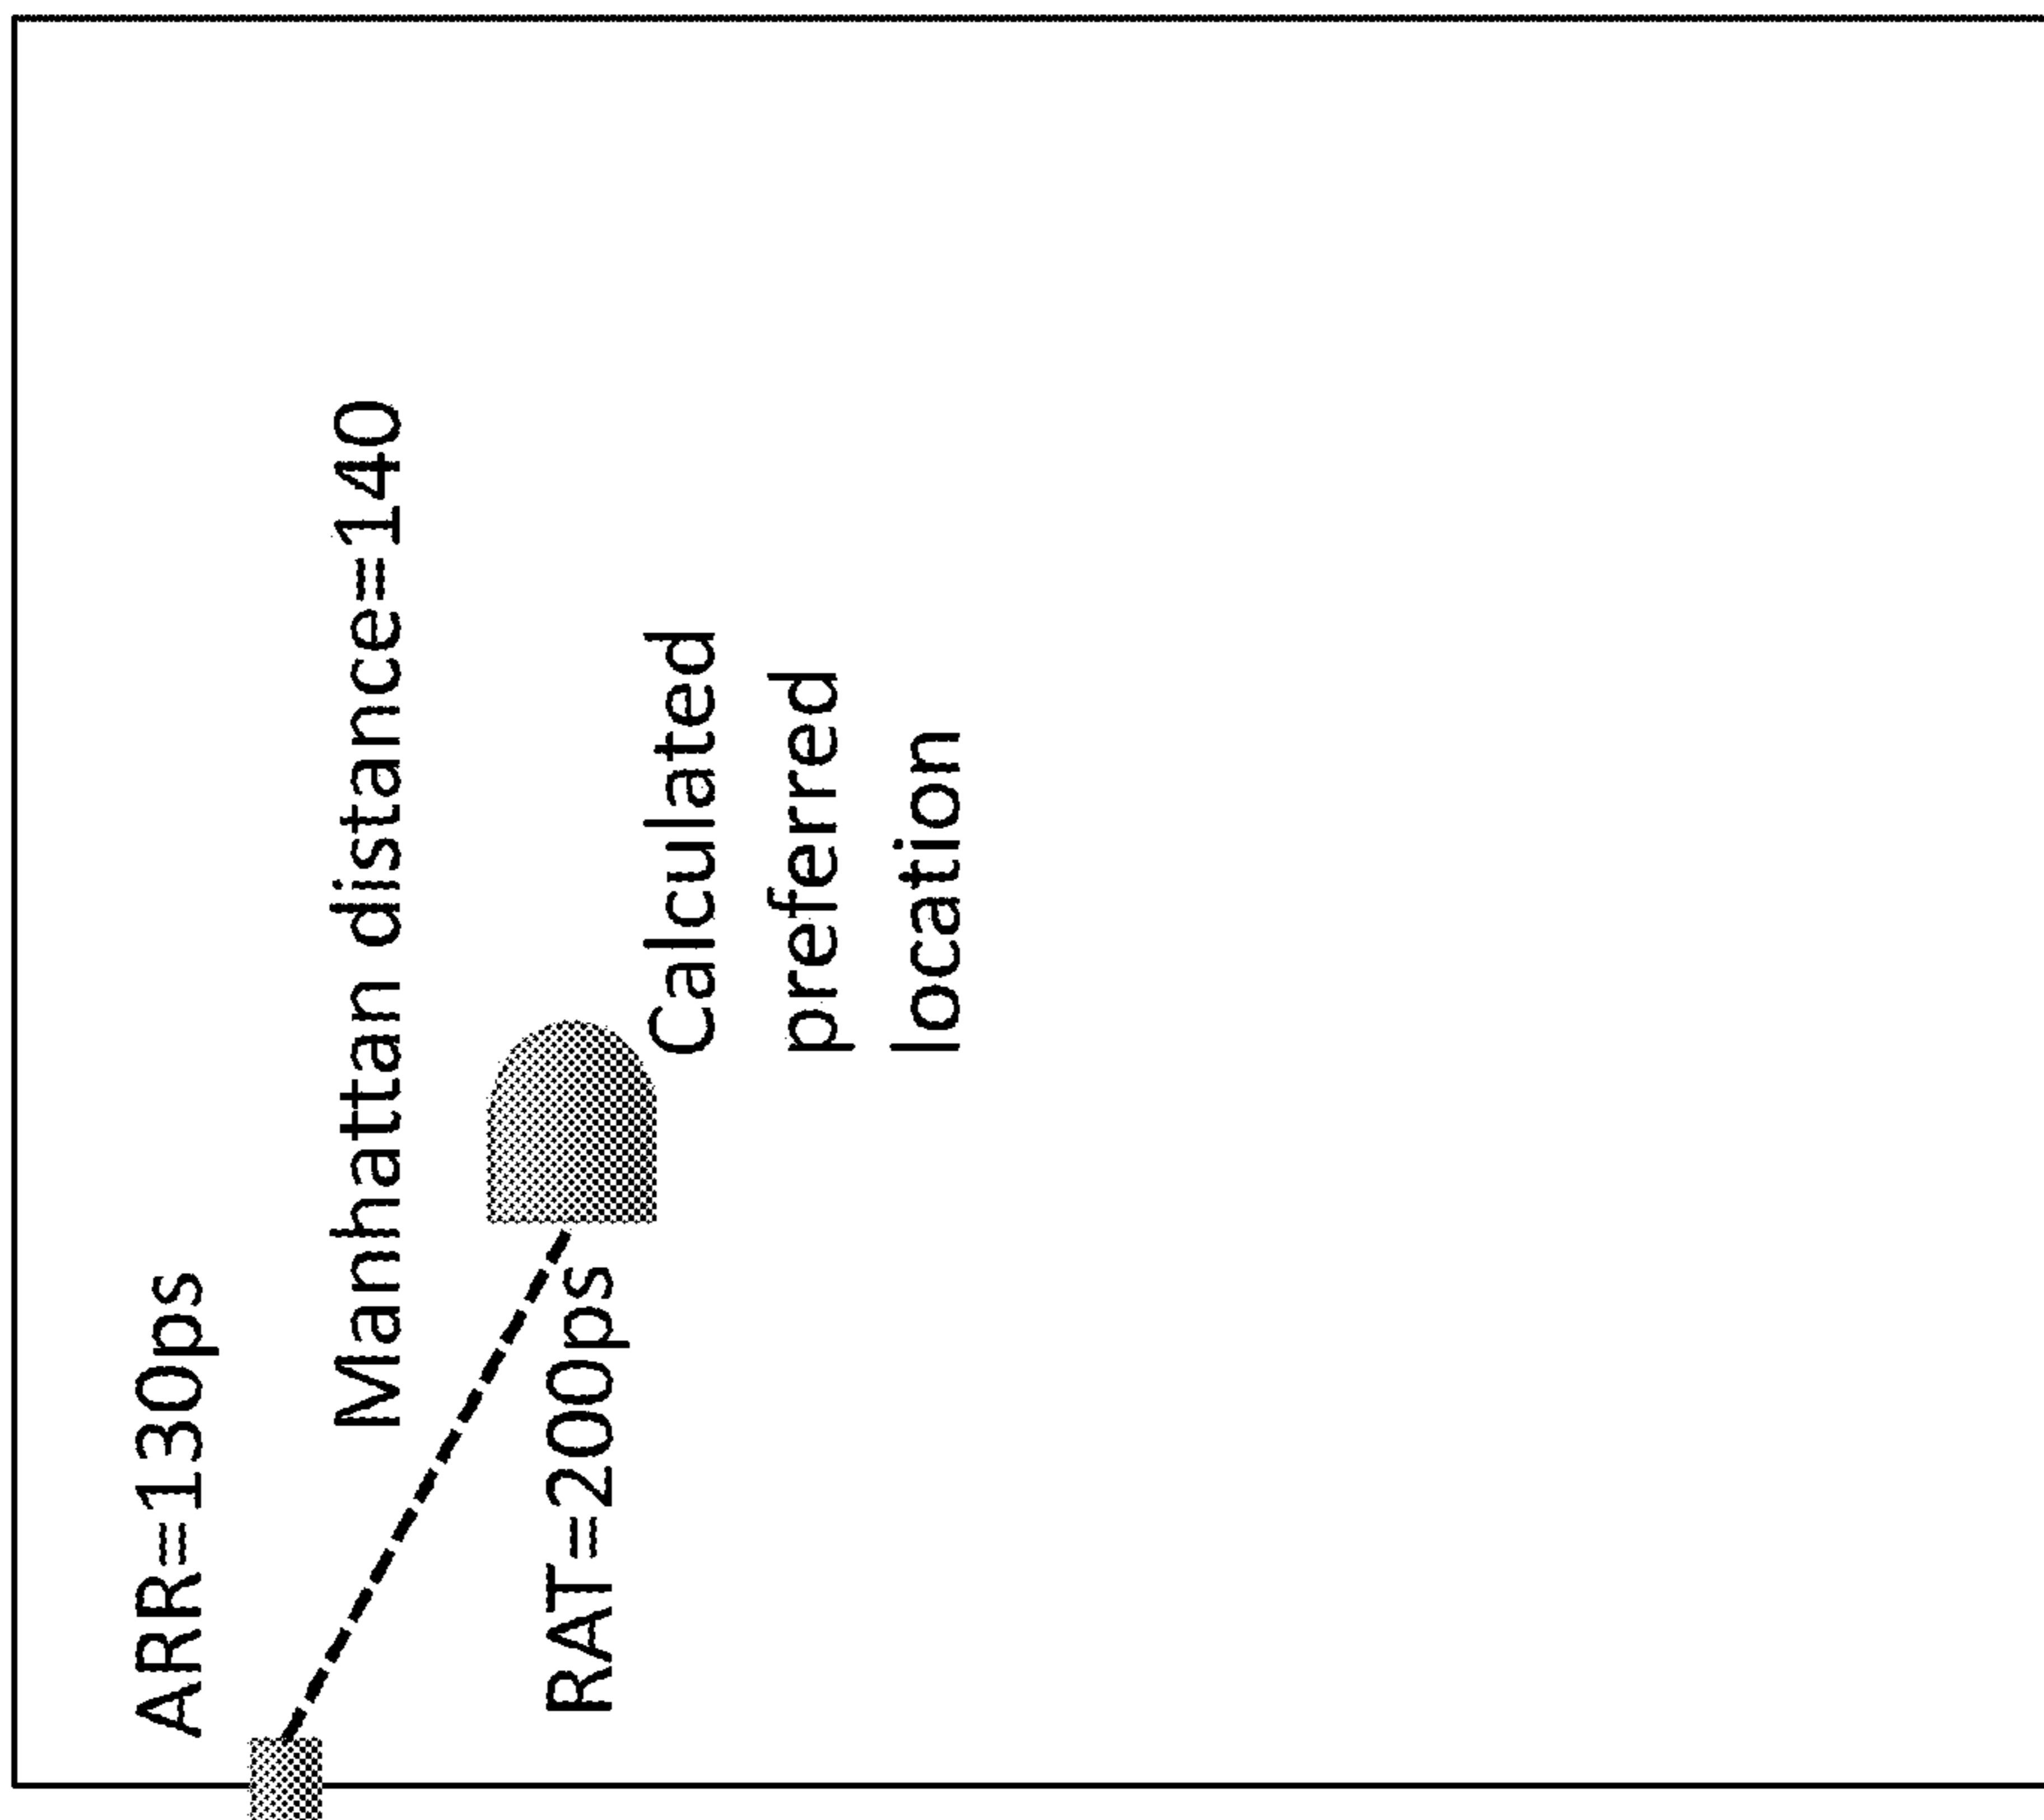 ARR=130ps
Manhattan distance=140
RAT=200ps
Calculated
preferred
location